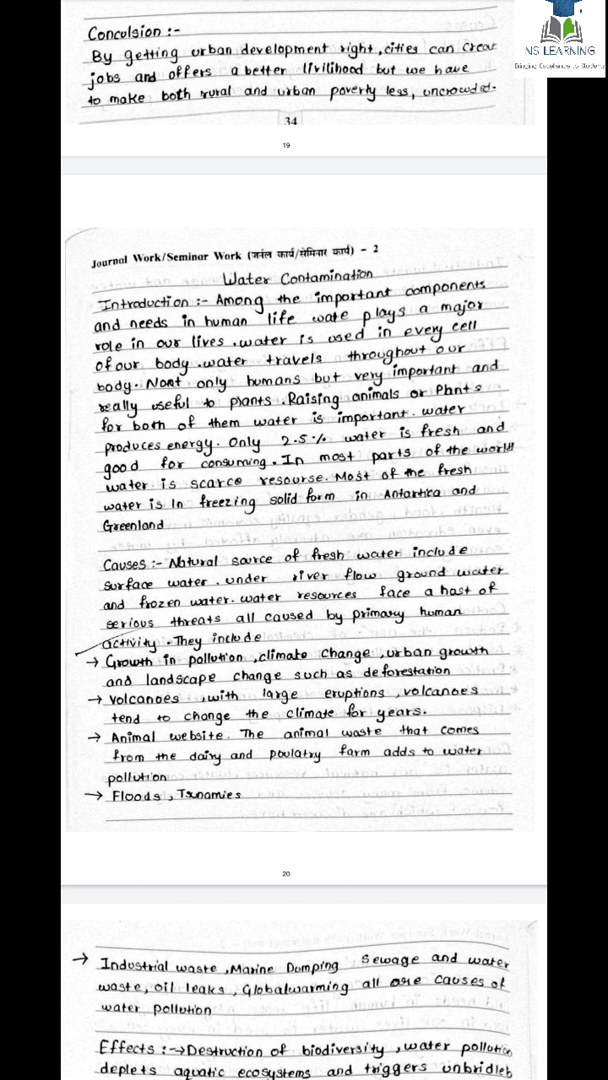 NS LEARNING
Bringing Excellence to Students
Conculsion :-
By getting urban development right, cities can creat
jobs and offers a better livilihood but we have
to make both rural and urban poverty less, uncrowded.
34
19
Journal Work/Seminar Work (जर्नल कार्य/सेमिनार कार्य) - 2
Water Contamination
Introduction :- Among the important components
and needs in human life wate plays a major
role in our lives .water is used in every cell
of our body .water travels throughout our
body. Noat only humans but very important and
really useful to plants .Raising animals or Plants
for both of them water is important. water
produces energy. Only 2.5% water is fresh and
good for consuming. In most parts of the world
water is scarce resourse. Most of the fresh
water is In freezing solid form in Antartica and
Greenland
Causes :- Natural source of fresh water include
surface water . under river flow ground water
and frozen water. water resources face a host of
serious threats all caused by primary human
activity. They include
→ Growth in pollution ,climate change ,urban growth
and landscape change such as deforestation
→ Volcanoes ,with large eruptions ,volcanoes
tend to change the climate for years.
→ Animal website. The animal waste that comes
from the dairy and poulatry farm adds to water
pollution
→ Floods , Tsunamies
20
→ Industrial waste ,Marine Dumping Sewage and water
waste, oil leaks , Globalwarming all are causes of
water pollution
Effects :→ Destruction of biodiversity , water pollution
deplets aquatic ecosystems and triggers unbridleb